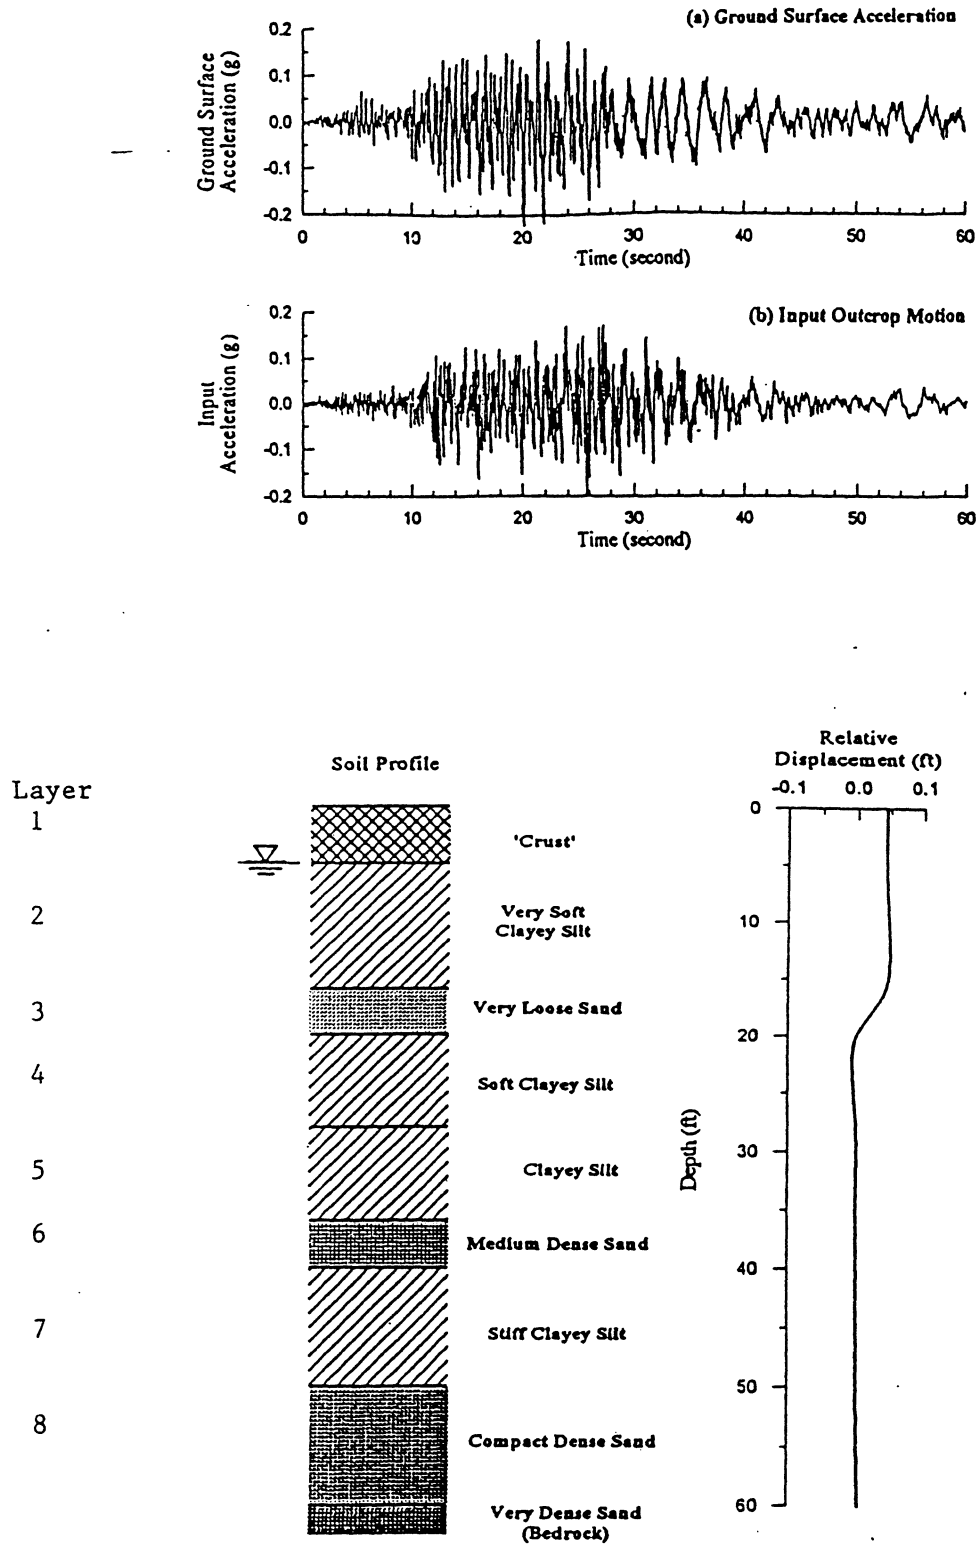 (a) Ground Surface Acceleration
Ground Surface
Acceleration (g)
0.2
0.1
0.0
-0.1
-0.2
0 10 20 30 40 50 60
Time (second)
(b) Input Outcrop Motion
Input
Acceleration (g)
0.2
0.1
0.0
-0.1
-0.2
0 10 20 30 40 50 60
Time (second)
Layer
1
2
3
4
5
6
7
8
Soil Profile
'Crust'
Very Soft
Clayey Silt
Very Loose Sand
Soft Clayey Silt
Clayey Silt
Medium Dense Sand
Stiff Clayey Silt
Compact Dense Sand
Very Dense Sand
(Bedrock)
Relative
Displacement (ft)
-0.1 0.0 0.1
Depth (ft)
0
10
20
30
40
50
60